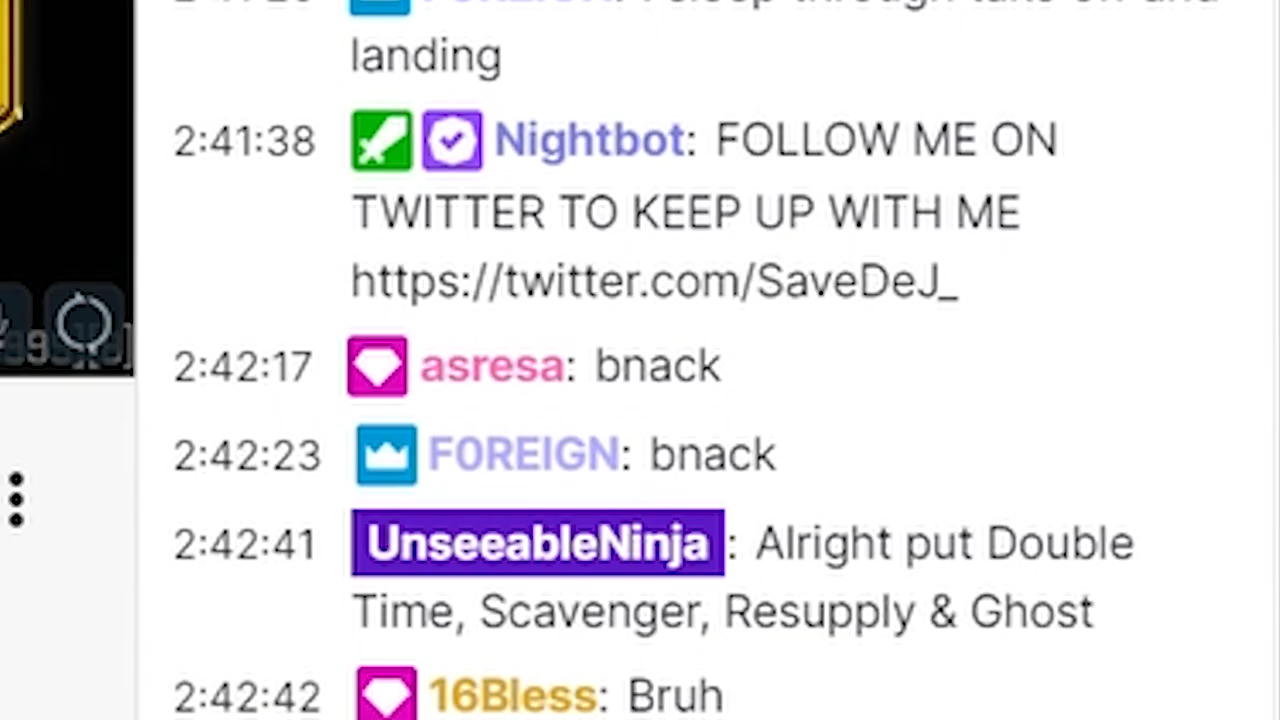 landing
2:41:38 Nightbot: FOLLOW ME ON
TWITTER TO KEEP UP WITH ME
https://twitter.com/SaveDeJ_
2:42:17 asresa: bnack
2:42:23 F0REIGN: bnack
2:42:41 UnseeableNinja: Alright put Double
Time, Scavenger, Resupply & Ghost
2:42:42 16Bless: Bruh